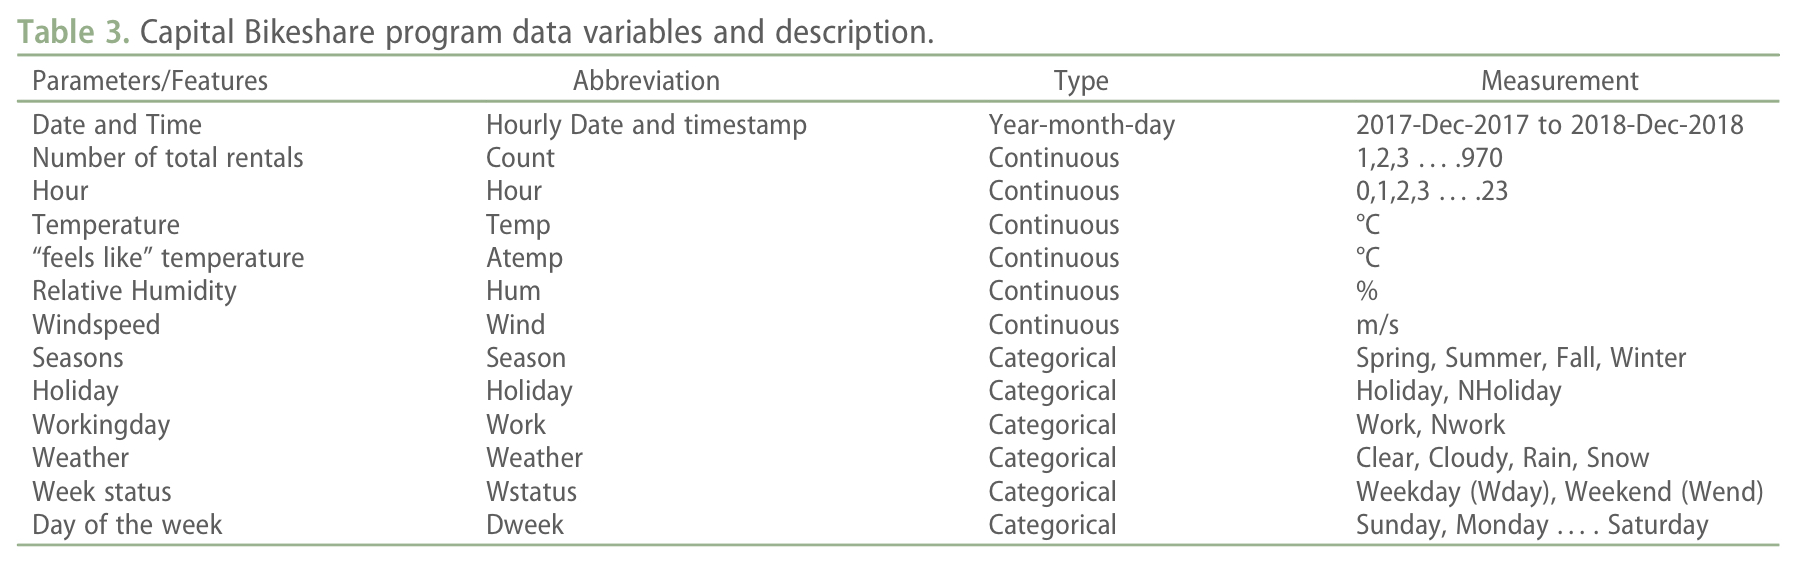 Table 3. Capital Bikeshare program data variables and description.
Parameters/Features Abbreviation Type Measurement
Date and Time Hourly Date and timestamp Year-month-day 2017-Dec-2017 to 2018-Dec-2018
Number of total rentals Count Continuous 1,2,3 . . . .970
Hour Hour Continuous 0,1,2,3 . . . .23
Temperature Temp Continuous °C
“feels like” temperature Atemp Continuous °C
Relative Humidity Hum Continuous %
Windspeed Wind Continuous m/s
Seasons Season Categorical Spring, Summer, Fall, Winter
Holiday Holiday Categorical Holiday, NHoliday
Workingday Work Categorical Work, Nwork
Weather Weather Categorical Clear, Cloudy, Rain, Snow
Week status Wstatus Categorical Weekday (Wday), Weekend (Wend)
Day of the week Dweek Categorical Sunday, Monday . . . . Saturday